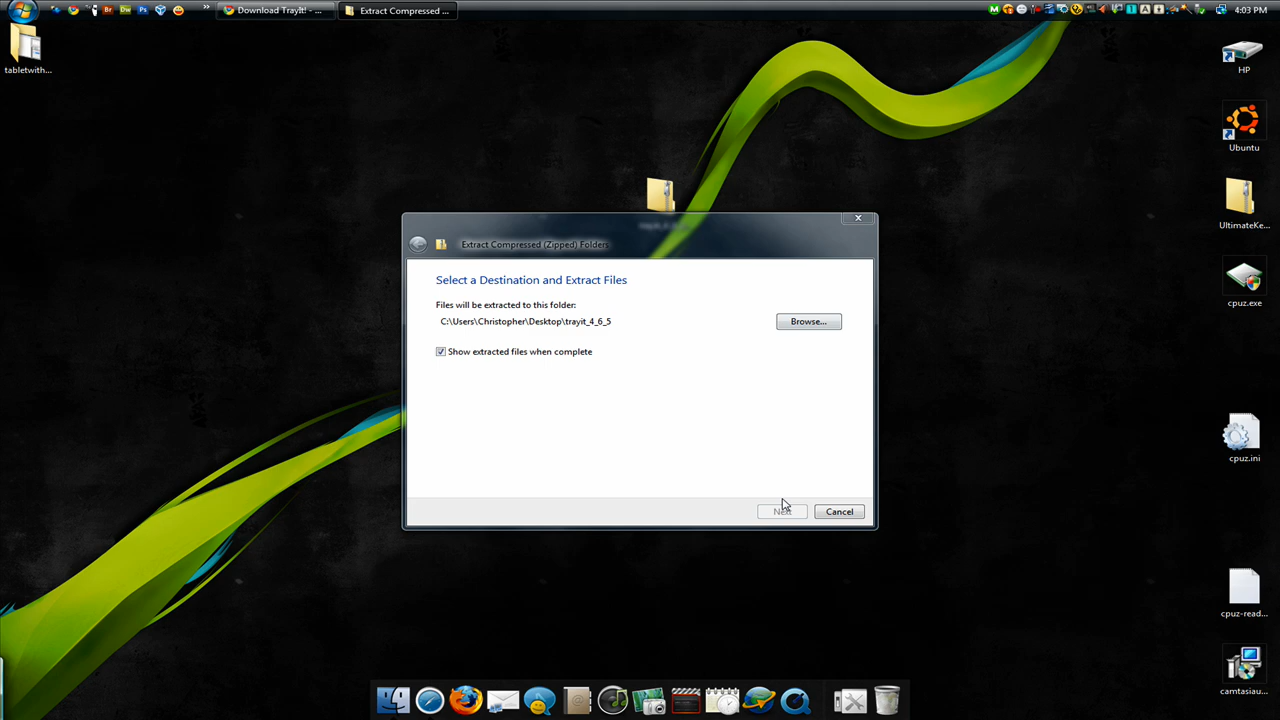 Download TrayIt! - ...
Extract Compressed ...
4:03 PM
tabletwith...
HP
Ubuntu
UltimateKe...
cpuz.exe
cpuz.ini
cpuz-read...
camtasiau...
Extract Compressed (Zipped) Folders
Select a Destination and Extract Files
Files will be extracted to this folder:
C:\Users\Christopher\Desktop\trayit_4_6_5
Browse...
Show extracted files when complete
Next
Cancel